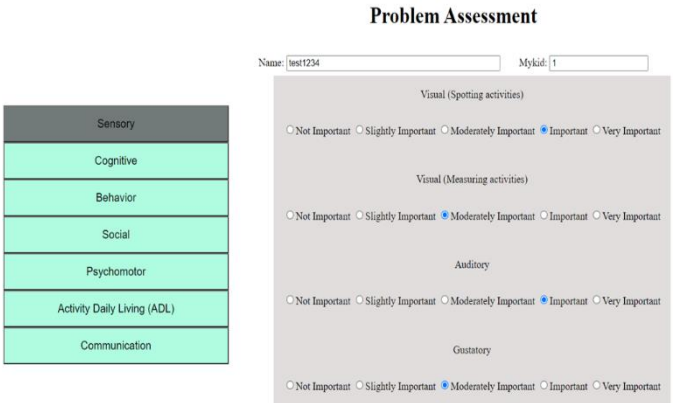 Problem Assessment
Name: test1234 Mykid: 1
Sensory
Cognitive
Behavior
Social
Psychomotor
Activity Daily Living (ADL)
Communication
Visual (Spotting activities)
Not Important Slightly Important Moderately Important Important Very Important
Visual (Measuring activities)
Not Important Slightly Important Moderately Important Important Very Important
Auditory
Not Important Slightly Important Moderately Important Important Very Important
Gustatory
Not Important Slightly Important Moderately Important Important Very Important